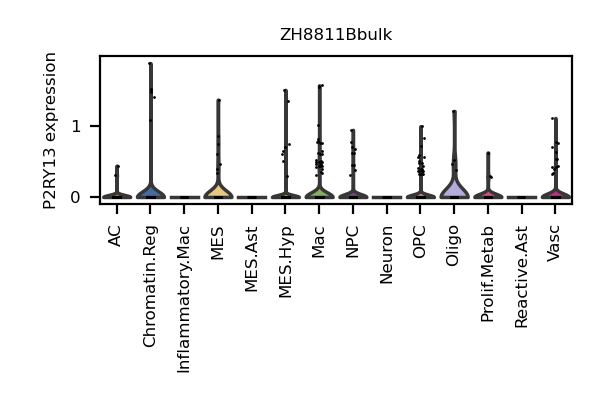 ZH8811Bbulk
P2RY13 expression
1
0
AC
Chromatin.Reg
Inflammatory.Mac
MES
MES.Ast
MES.Hyp
Mac
NPC
Neuron
OPC
Oligo
Prolif.Metab
Reactive.Ast
Vasc